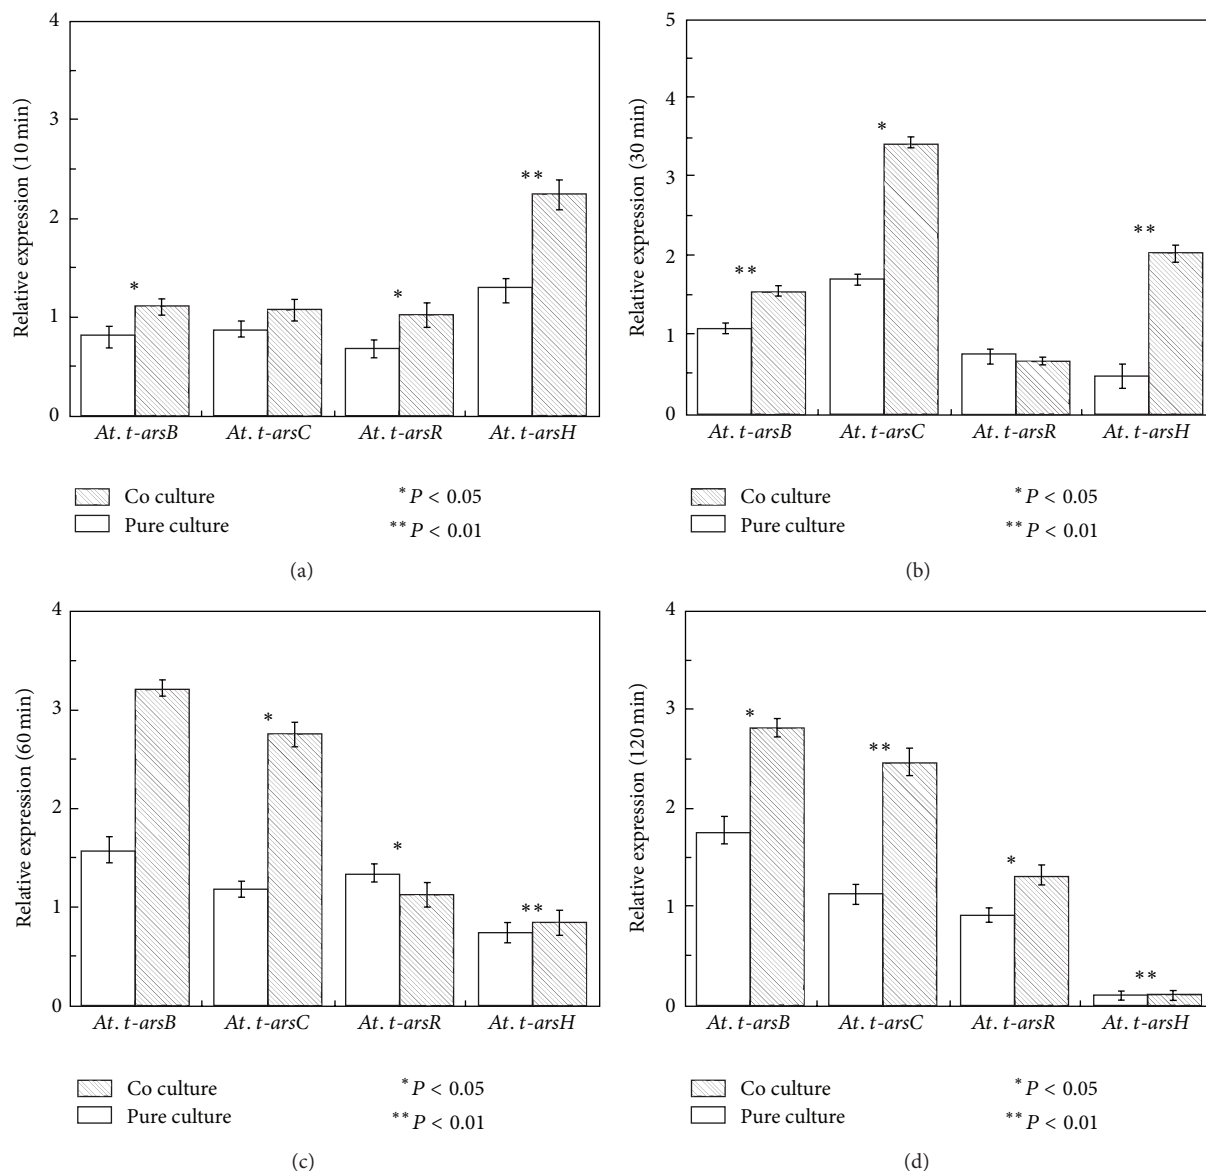 4
3
2
1
0
Relative expression (10 min)
*
*
**
At. t-arsB At. t-arsC At. t-arsR At. t-arsH
Co culture *P < 0.05
Pure culture **P < 0.01
(a)
5
4
3
2
1
0
Relative expression (30 min)
**
*
**
At. t-arsB At. t-arsC At. t-arsR At. t-arsH
Co culture *P < 0.05
Pure culture **P < 0.01
(b)
4
3
2
1
0
Relative expression (60 min)
*
*
**
At. t-arsB At. t-arsC At. t-arsR At. t-arsH
Co culture *P < 0.05
Pure culture **P < 0.01
(c)
4
3
2
1
0
Relative expression (120 min)
*
**
*
**
At. t-arsB At. t-arsC At. t-arsR At. t-arsH
Co culture *P < 0.05
Pure culture **P < 0.01
(d)